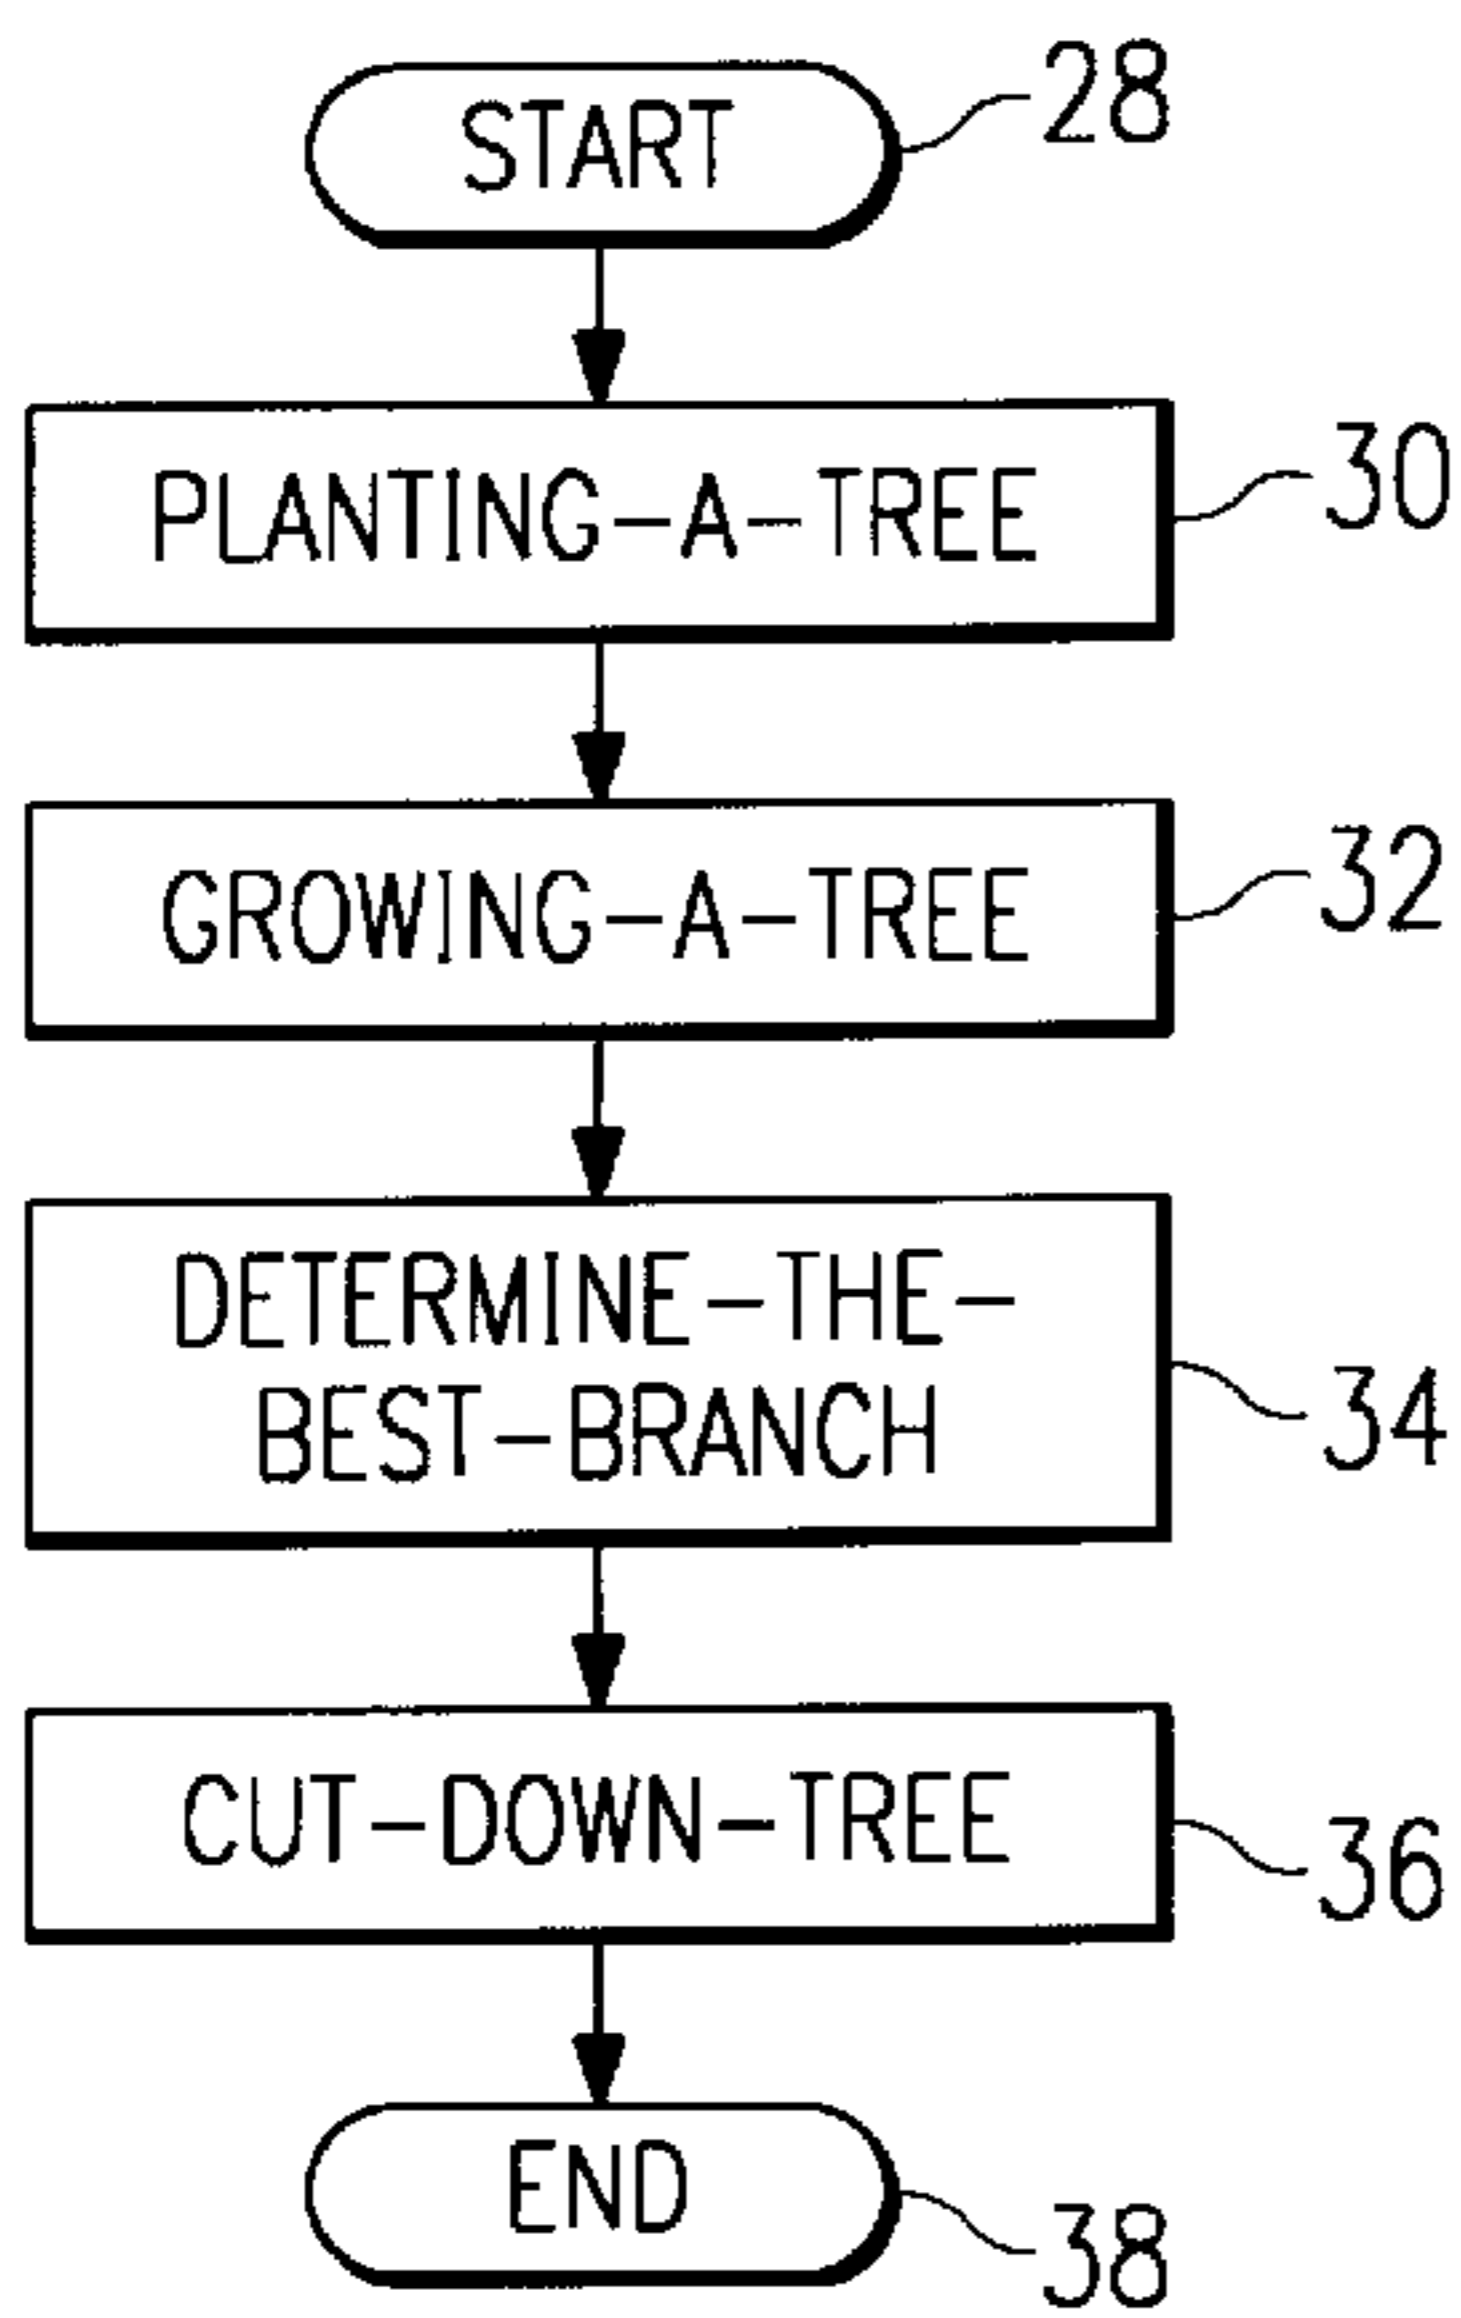 START
28
PLANTING-A-TREE
30
GROWING-A-TREE
32
DETERMINE-THE-
BEST-BRANCH
34
CUT-DOWN-TREE
36
END
38